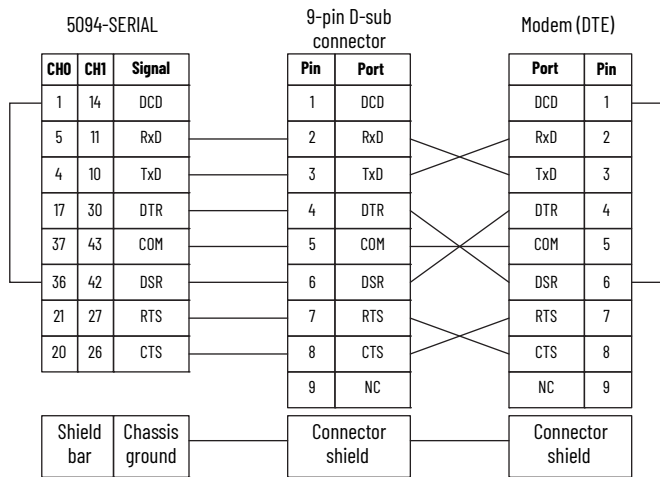 5094-SERIAL
9-pin D-sub
connector
Modem (DTE)
CH0 CH1 Signal
Pin Port
Port Pin
1 14 DCD
1 DCD
DCD 1
5 11 RxD
2 RxD
RxD 2
4 10 TxD
3 TxD
TxD 3
17 30 DTR
4 DTR
DTR 4
37 43 COM
5 COM
COM 5
36 42 DSR
6 DSR
DSR 6
21 27 RTS
7 RTS
RTS 7
20 26 CTS
8 CTS
CTS 8
9 NC
NC 9
Shield
bar
Chassis
ground
Connector
shield
Connector
shield